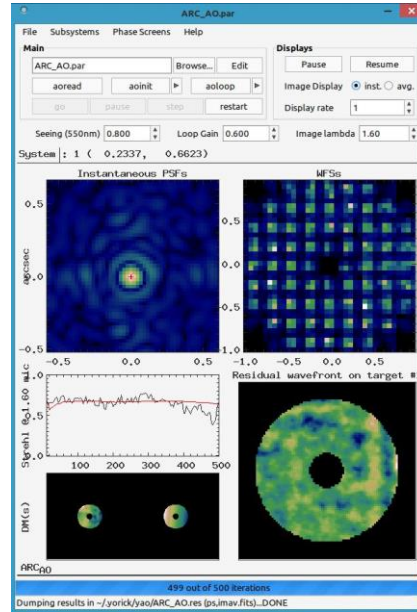 ARC_AO.par
File Subsystems Phase Screens Help
Main
Displays
ARC_AO.par Browse... Edit
Pause Resume
aoread aoinit aoloop
Image Display inst. avg.
go pause step restart
Display rate 1
Seeing (550nm) 0.800 Loop Gain 0.600 Image lambda 1.60
System : 1 ( 0.2337, 0.6623)
Instantaneous PSFs
WFSs
0.5
0.0
-0.5
arcsec
-0.5 0.0 0.5
0.5
0.0
-0.5
-1.0
-1.0 -0.5 0.0 0.5
Residual wavefront on target
1.0
0.5
0.0
Strehl @ 1.60 mic
100 200 300 400 500
DM(s)
ARC_AO
499 out of 500 iterations
Dumping results in ~/.yorick/yao/ARC_AO.res (ps,imav.fits)...DONE